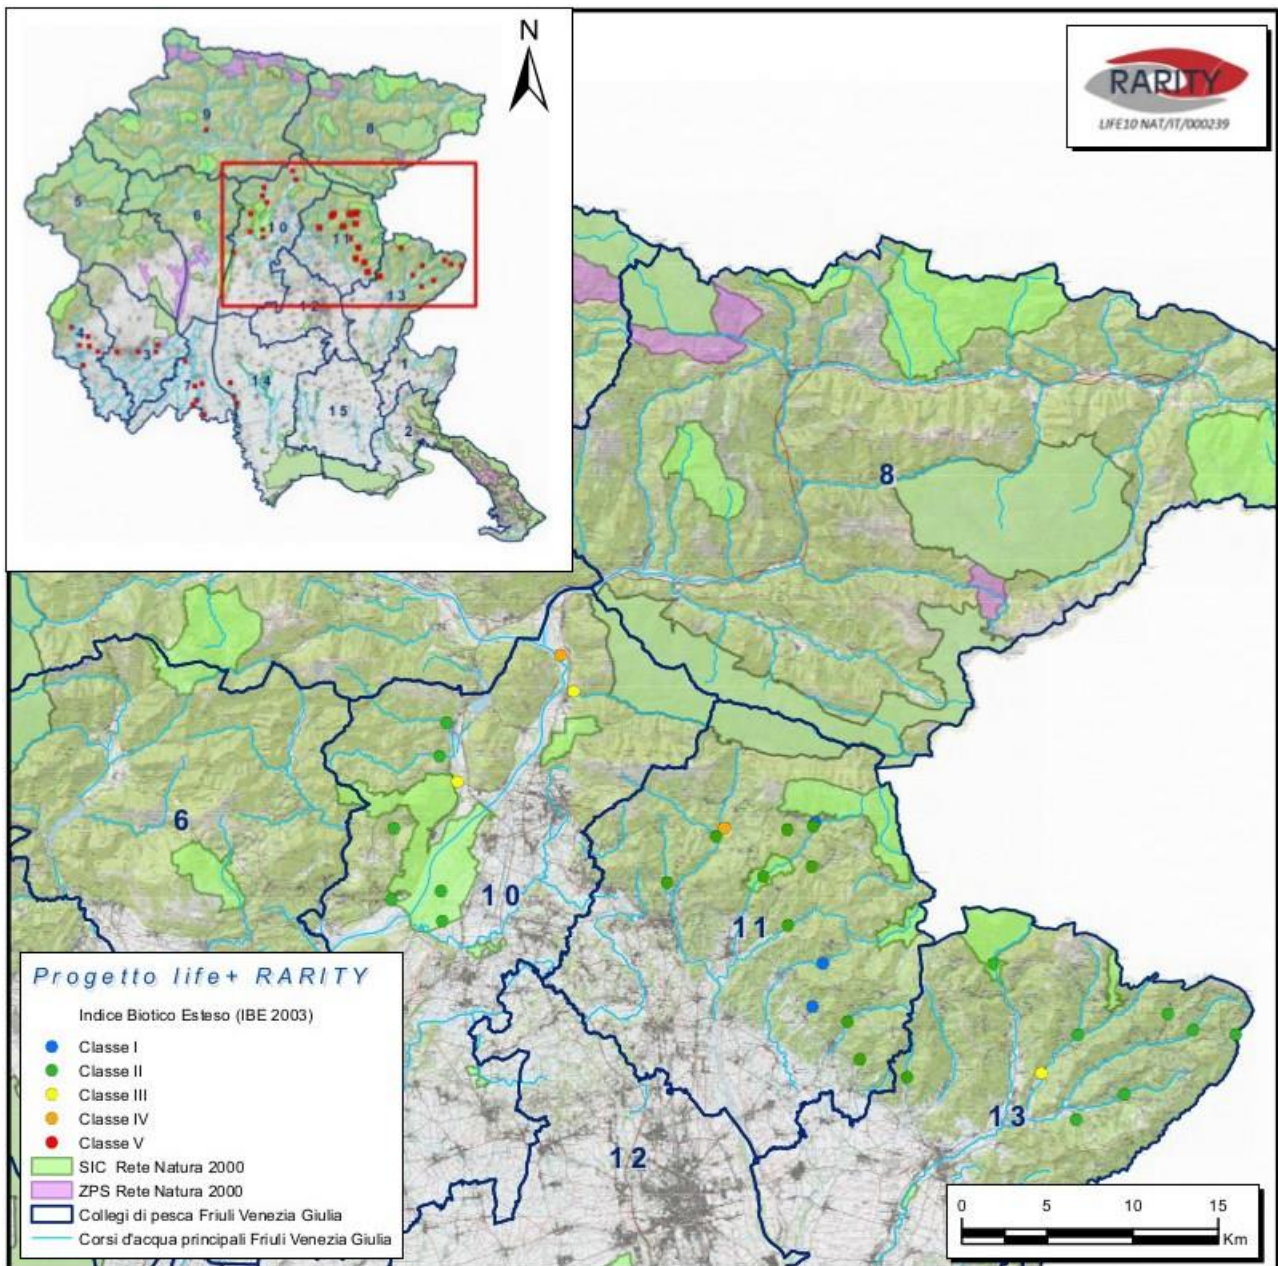 N
RARITY
LIFE10 NAT/IT/000239
9
8
5
6
10
11
12
13
4
3
7
14
1
15
2
8
6
10
11
13
12
Progetto life+ RARITY
Indice Biotico Esteso (IBE 2003)
Classe I
Classe II
Classe III
Classe IV
Classe V
SIC Rete Natura 2000
ZPS Rete Natura 2000
Collegi di pesca Friuli Venezia Giulia
Corsi d'acqua principali Friuli Venezia Giulia
0 5 10 15
Km